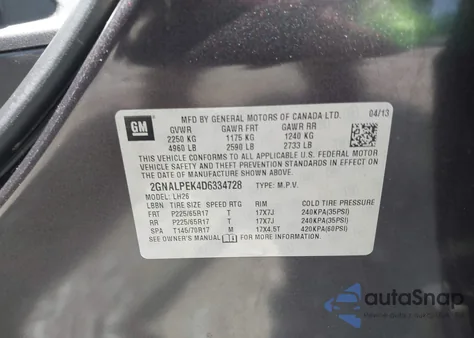 GM
MFD BY GENERAL MOTORS OF CANADA LTD. 04/13
GVWR GAWR FRT GAWR RR
2250 KG 1175 KG 1240 KG
4960 LB 2590 LB 2733 LB
THIS VEHICLE CONFORMS TO ALL APPLICABLE U.S. FEDERAL MOTOR
VEHICLE SAFETY AND THEFT PREVENTION STANDARDS IN
EFFECT ON THE DATE OF MANUFACTURE SHOWN ABOVE.
2GNALPEK4D6334728 TYPE: M.P.V.
MODEL: LH26
LBBN: TIRE SIZE SPEED RTG RIM COLD TIRE PRESSURE
FRT P225/65R17 T 17X7J 240KPA(35PSI)
RR P225/65R17 T 17X7J 240KPA(35PSI)
SPA T145/70R17 M 17X4.5T 420KPA(60PSI)
SEE OWNER'S MANUAL FOR MORE INFORMATION.
autoSnap